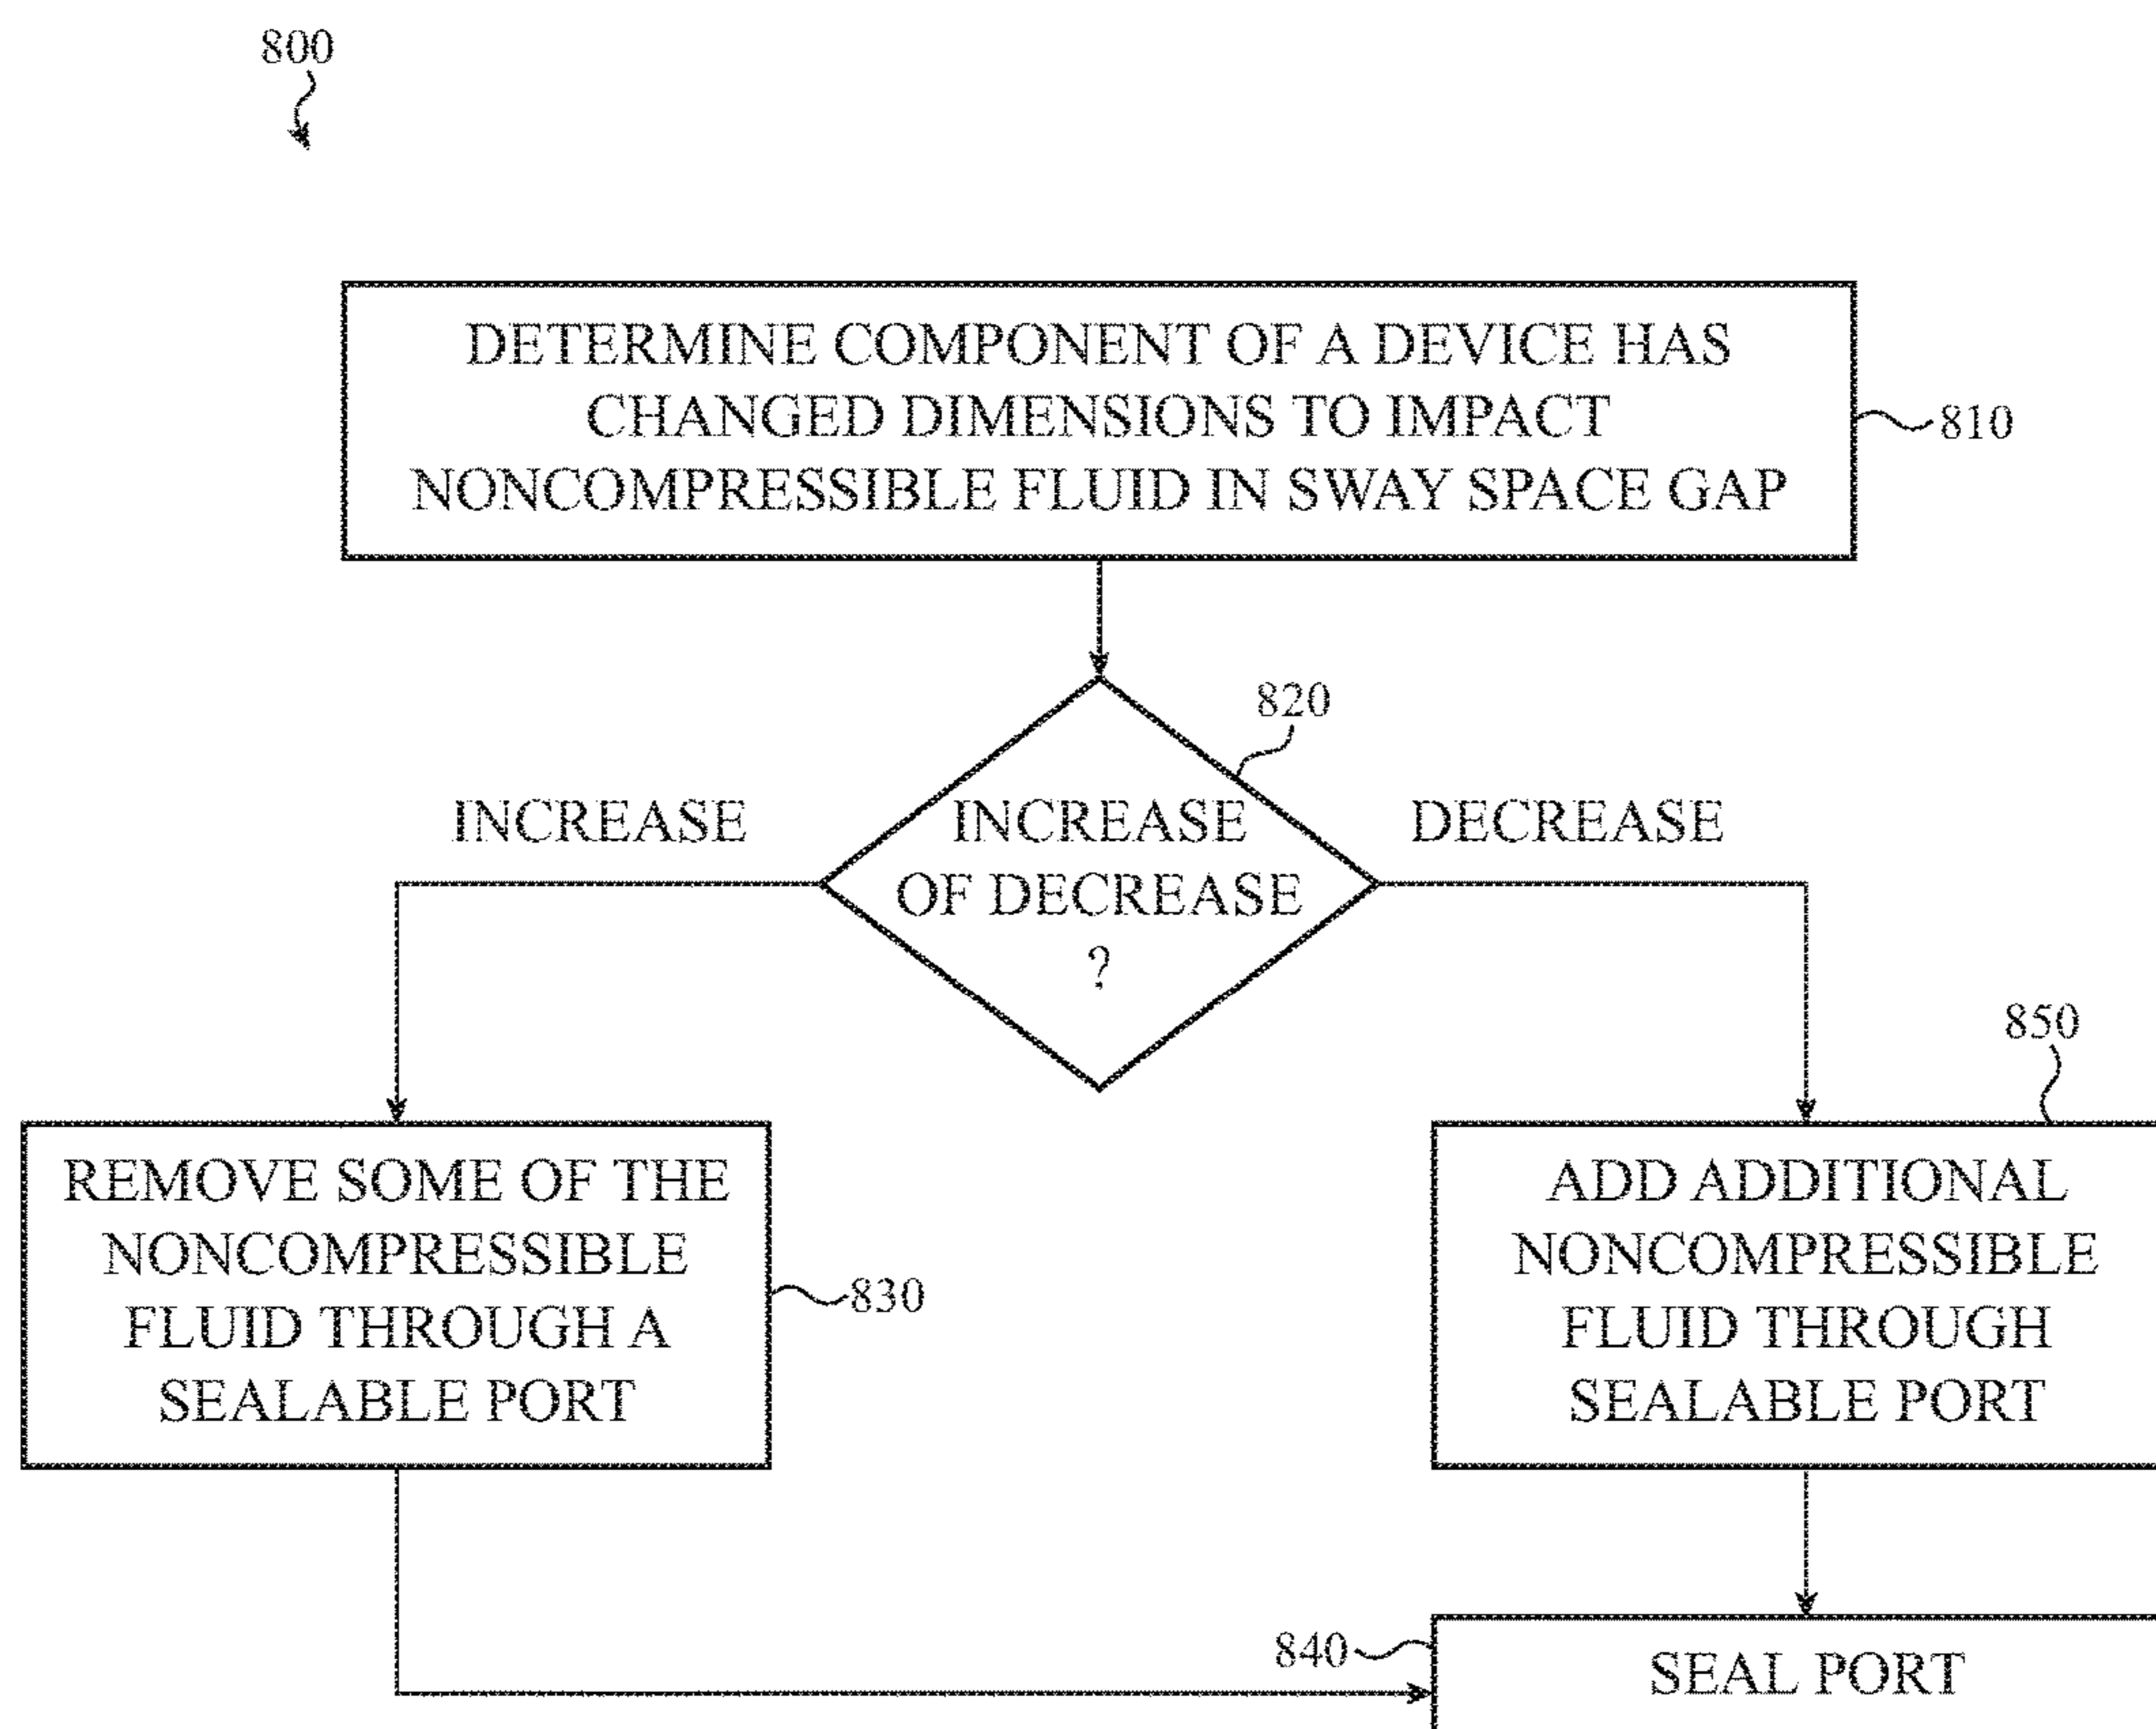 800
DETERMINE COMPONENT OF A DEVICE HAS
CHANGED DIMENSIONS TO IMPACT
NONCOMPRESSIBLE FLUID IN SWAY SPACE GAP
810
820
INCREASE
INCREASE
OF DECREASE
?
DECREASE
850
REMOVE SOME OF THE
NONCOMPRESSIBLE
FLUID THROUGH A
SEALABLE PORT
830
ADD ADDITIONAL
NONCOMPRESSIBLE
FLUID THROUGH
SEALABLE PORT
840
SEAL PORT